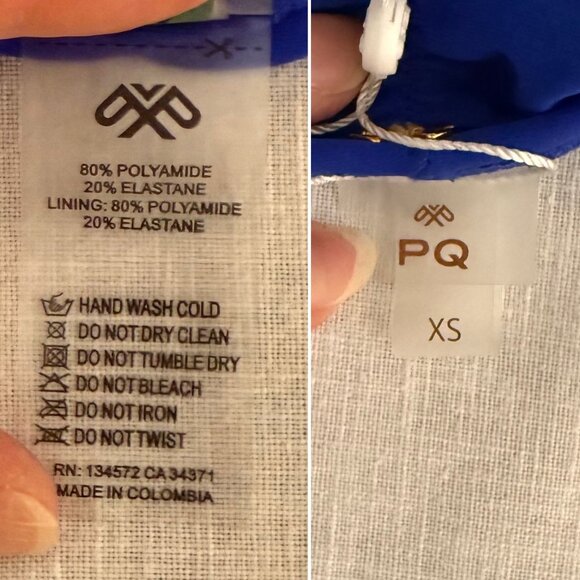 80% POLYAMIDE
20% ELASTANE
LINING: 80% POLYAMIDE
20% ELASTANE
HAND WASH COLD
DO NOT DRY CLEAN
DO NOT TUMBLE DRY
DO NOT BLEACH
DO NOT IRON
DO NOT TWIST
RN: 134572 CA 34371
MADE IN COLOMBIA
PQ
XS